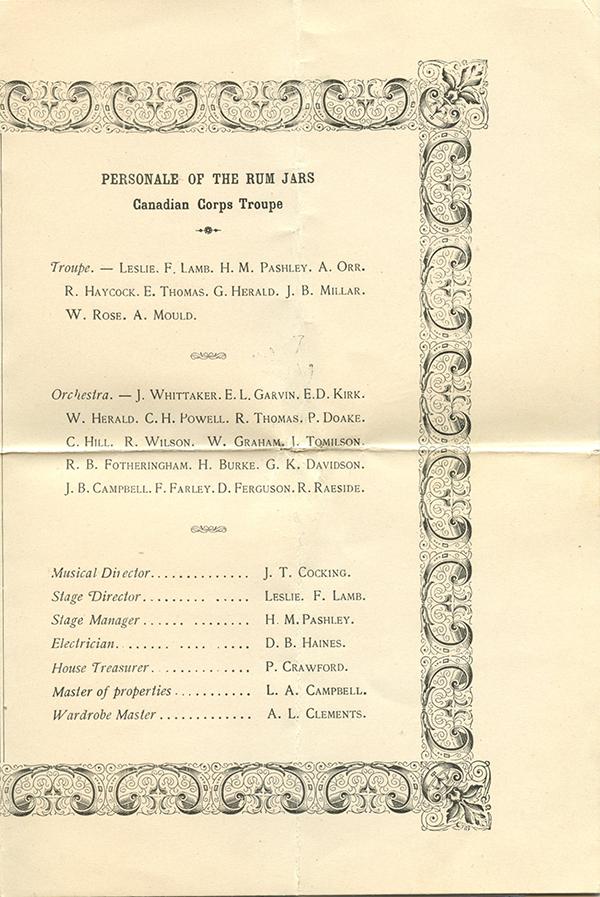 PERSONALE OF THE RUM JARS
Canadian Corps Troupe
Troupe. — LESLIE. F. LAMB. H. M. PASHLEY. A. ORR.
R. HAYCOCK. E. THOMAS. G. HERALD. J. B. MILLAR.
W. ROSE. A. MOULD.
Orchestra. — J. WHITTAKER. E. L. GARVIN. E.D. KIRK.
W. HERALD. C. H. POWELL. R. THOMAS. P. DOAKE.
C. HILL. R. WILSON. W. GRAHAM. J. TOMILSON.
R. B. FOTHERINGHAM. H. BURKE. G. K. DAVIDSON.
J. B. CAMPBELL. F. FARLEY. D. FERGUSON. R. RAESIDE.
Musical Director.............. J. T. COCKING.
Stage Director......... ..... LESLIE. F. LAMB.
Stage Manager...... ........ H. M. PASHLEY.
Electrician. ...... .... ..... D. B. HAINES.
House Treasurer. ............ P. CRAWFORD.
Master of properties........... L. A. CAMPBELL.
Wardrobe Master............. A. L. CLEMENTS.